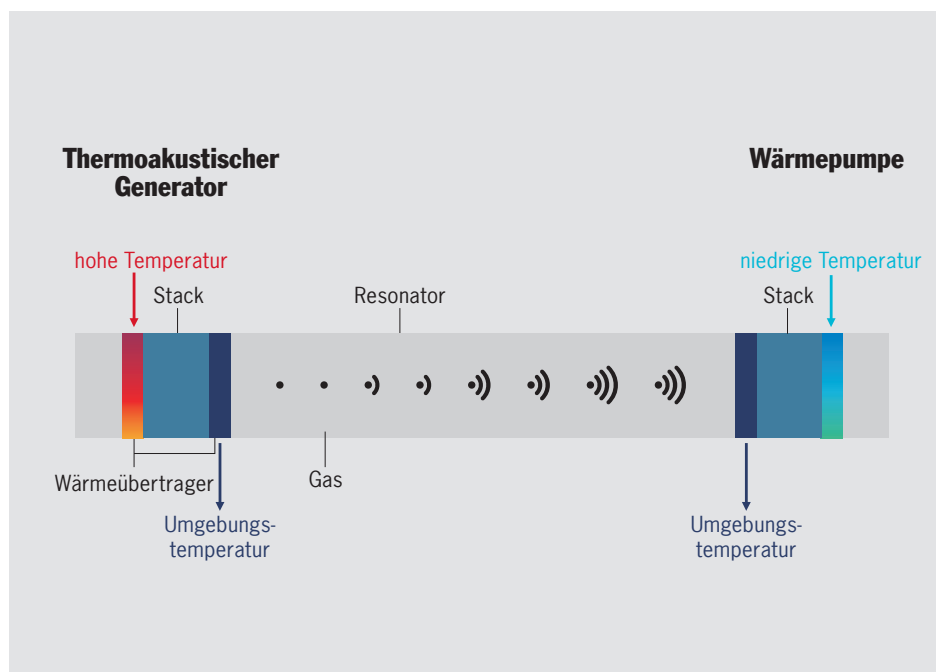 Thermoakustischer
Generator
Wärmepumpe
hohe Temperatur
niedrige Temperatur
Stack
Resonator
Stack
Wärmeübertrager
Gas
Umgebungs-
temperatur
Umgebungs-
temperatur